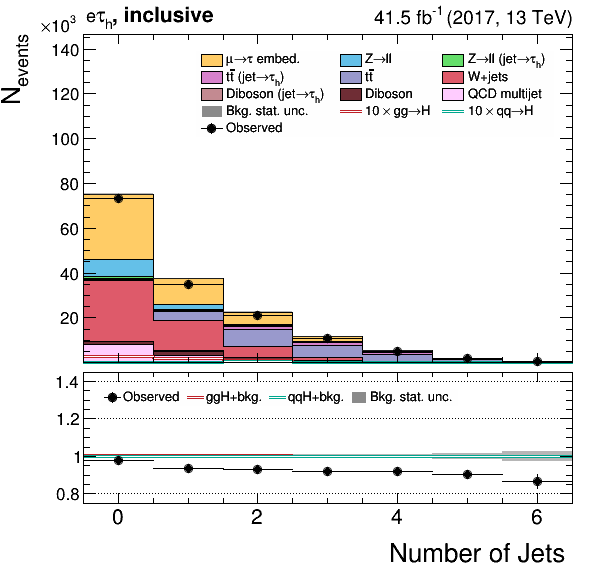 ×10³ eτₕ, inclusive 41.5 fb⁻¹ (2017, 13 TeV)
N_events
140
120
100
80
60
40
20
μ→τ embed. Z→ll Z→ll (jet→τₕ)
tt̄ (jet→τₕ) tt̄ W+jets
Diboson (jet→τₕ) Diboson QCD multijet
Bkg. stat. unc. 10 × gg→H 10 × qq→H
Observed
1.4
1.2
1
0.8
Observed ggH+bkg. qqH+bkg. Bkg. stat. unc.
0 2 4 6
Number of Jets